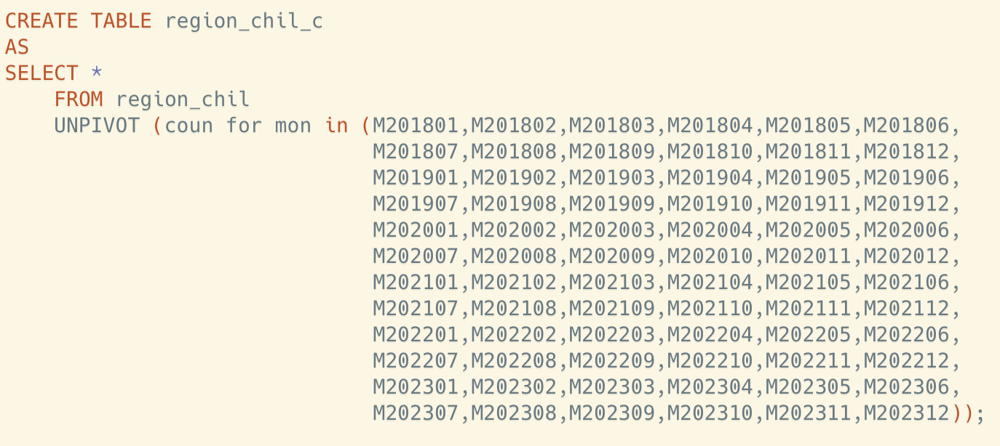 CREATE TABLE region_chil_c
AS
SELECT *
FROM region_chil
UNPIVOT (coun for mon in (M201801,M201802,M201803,M201804,M201805,M201806,
M201807,M201808,M201809,M201810,M201811,M201812,
M201901,M201902,M201903,M201904,M201905,M201906,
M201907,M201908,M201909,M201910,M201911,M201912,
M202001,M202002,M202003,M202004,M202005,M202006,
M202007,M202008,M202009,M202010,M202011,M202012,
M202101,M202102,M202103,M202104,M202105,M202106,
M202107,M202108,M202109,M202110,M202111,M202112,
M202201,M202202,M202203,M202204,M202205,M202206,
M202207,M202208,M202209,M202210,M202211,M202212,
M202301,M202302,M202303,M202304,M202305,M202306,
M202307,M202308,M202309,M202310,M202311,M202312));